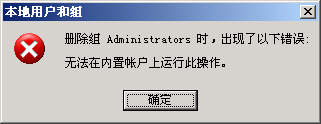 本地用户和组
删除组 Administrators 时，出现了以下错误:
无法在内置帐户上运行此操作。
确定